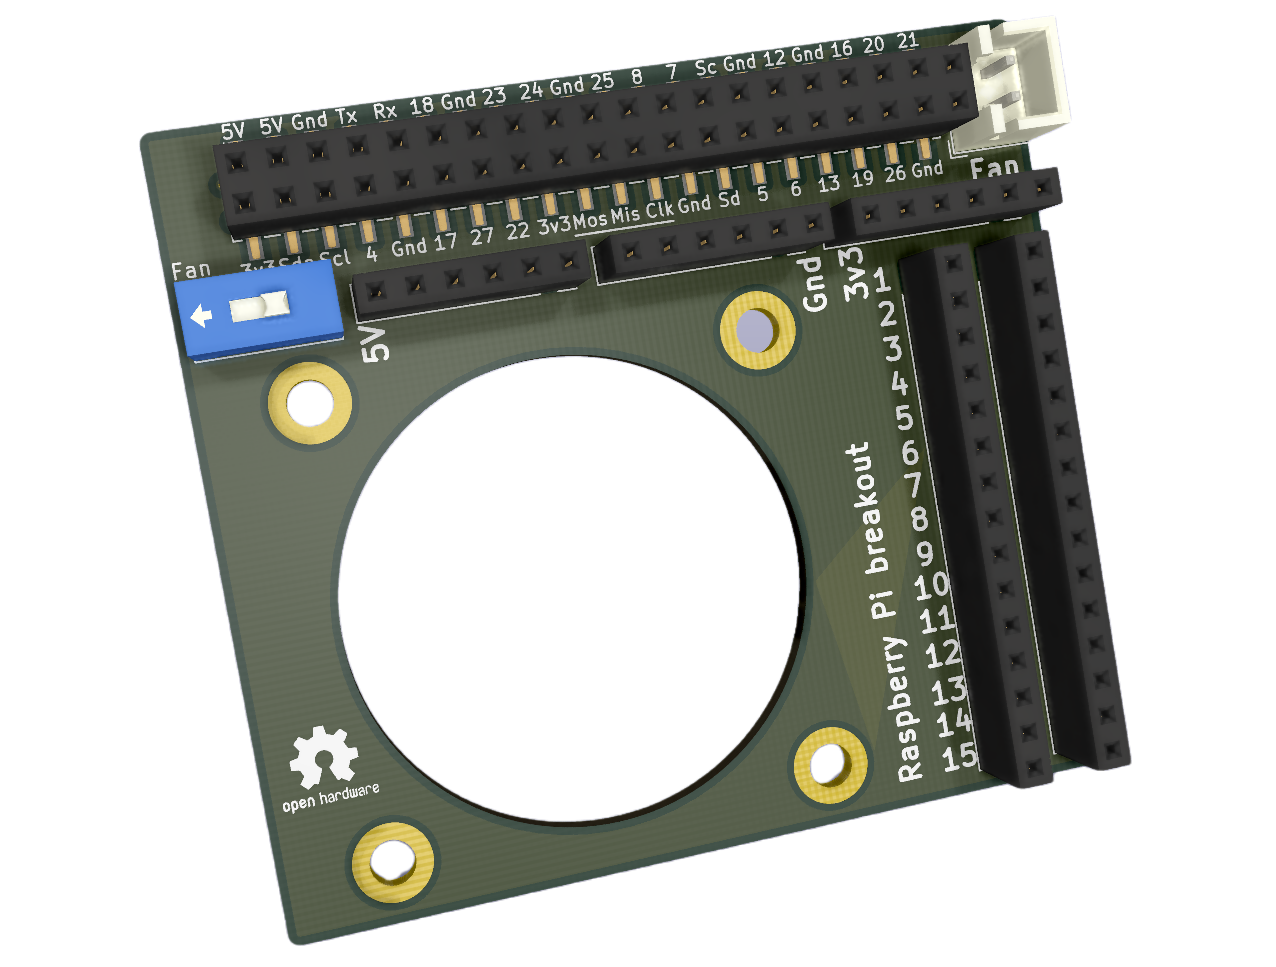 5V 5V Gnd Tx Rx 18 Gnd 23 24 Gnd 25 8 7 Sc Gnd 12 Gnd 16 20 21
3v3 Sda Scl 4 Gnd 17 27 22 3v3 Mos Mis Clk Gnd Sd 5 6 13 19 26 Gnd
Fan
Fan
5V
Gnd
3v3
1
2
3
4
5
6
7
8
9
10
11
12
13
14
15
Raspberry Pi breakout
open hardware